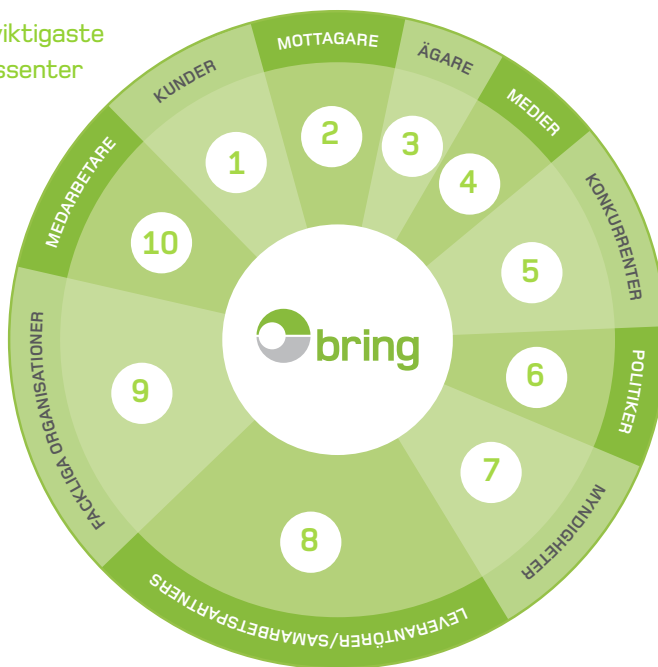 viktigaste
ssenter
KUNDER
MOTTAGARE
ÄGARE
MEDIER
KONKURRENTER
POLITIKER
MYNDIGHETER
LEVERANTÖRER/SAMARBETSPARTNERS
FACKLIGA ORGANISATIONER
MEDARBETARE
1
2
3
4
5
6
7
8
9
10
bring